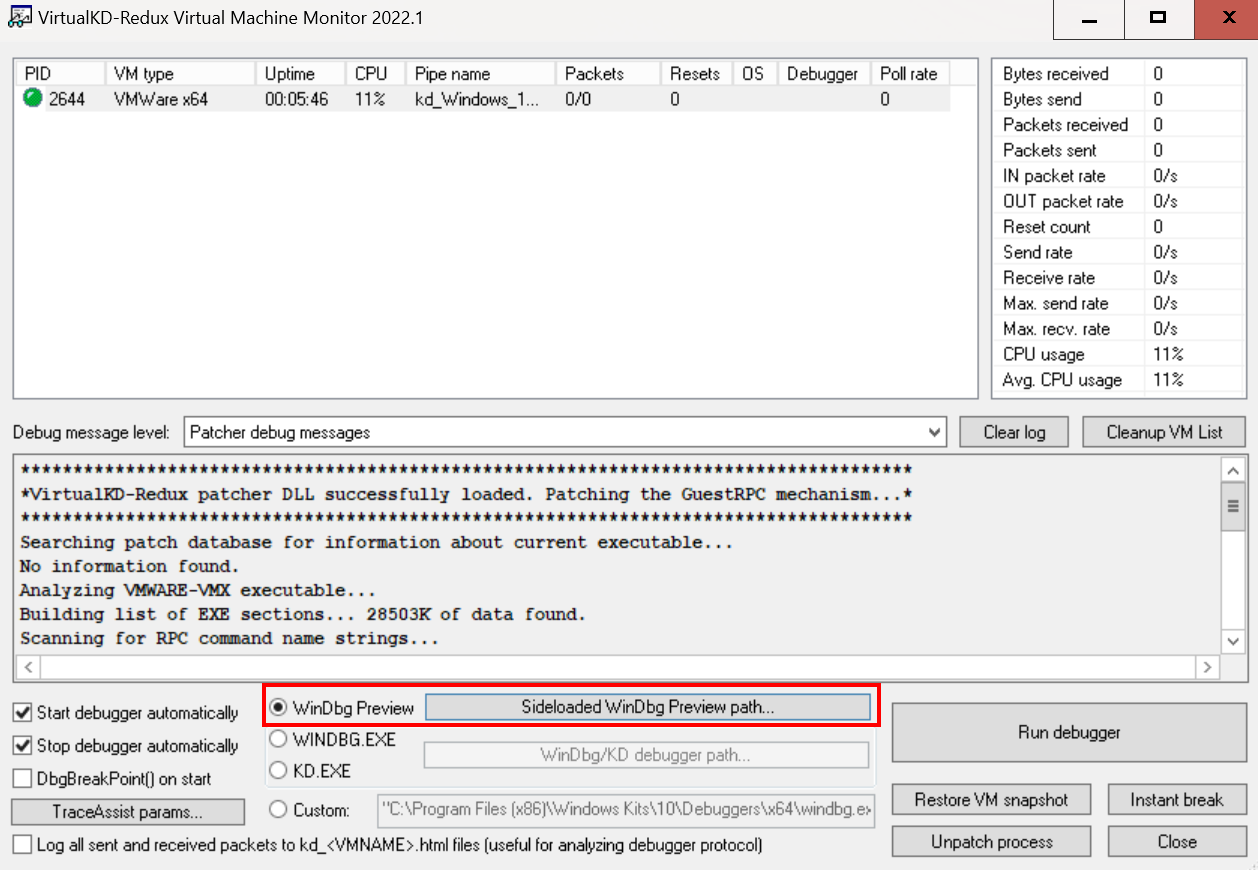 VirtualKD-Redux Virtual Machine Monitor 2022.1
PID VM type Uptime CPU Pipe name Packets Resets OS Debugger Poll rate
2644 VMWare x64 00:05:46 11% kd_Windows_1... 0/0 0 0
Bytes received 0
Bytes send 0
Packets received 0
Packets sent 0
IN packet rate 0/s
OUT packet rate 0/s
Reset count 0
Send rate 0/s
Receive rate 0/s
Max. send rate 0/s
Max. recv. rate 0/s
CPU usage 11%
Avg. CPU usage 11%
Debug message level: Patcher debug messages Clear log Cleanup VM List
**************************************************************************************
*VirtualKD-Redux patcher DLL successfully loaded. Patching the GuestRPC mechanism...*
**************************************************************************************
Searching patch database for information about current executable...
No information found.
Analyzing VMWARE-VMX executable...
Building list of EXE sections... 28503K of data found.
Scanning for RPC command name strings...
Start debugger automatically
Stop debugger automatically
DbgBreakPoint() on start
TraceAssist params...
WinDbg Preview Sideloaded WinDbg Preview path...
WINDBG.EXE
KD.EXE
WinDbg/KD debugger path...
Custom: "C:\Program Files (x86)\Windows Kits\10\Debuggers\x64\windbg.ex
Log all sent and received packets to kd_<VMNAME>.html files (useful for analyzing debugger protocol)
Run debugger
Restore VM snapshot Instant break
Unpatch process Close